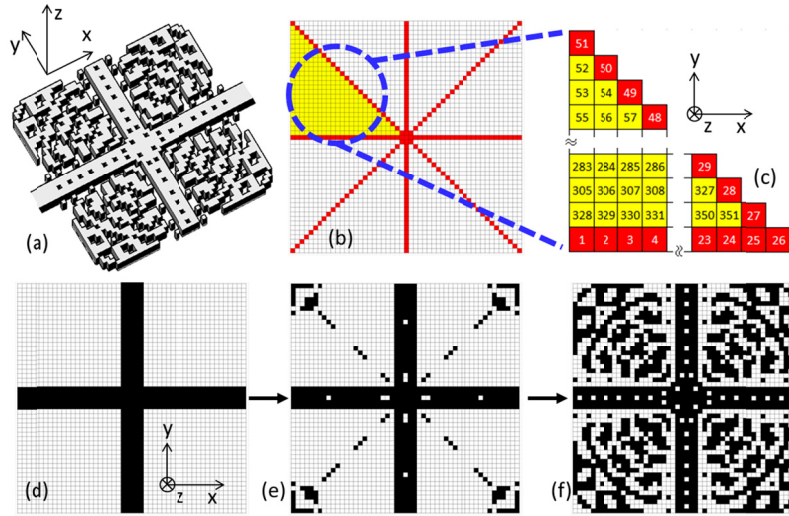 z
y
x
(a)
(b)
51
52 50
53 54 49
55 56 57 48
≈
283 284 285 286 29
305 306 307 308 327 28
328 329 330 331 350 351 27
1 2 3 4 ≈ 23 24 25 26
y
z x
(c)
y
z x
(d)
(e)
(f)